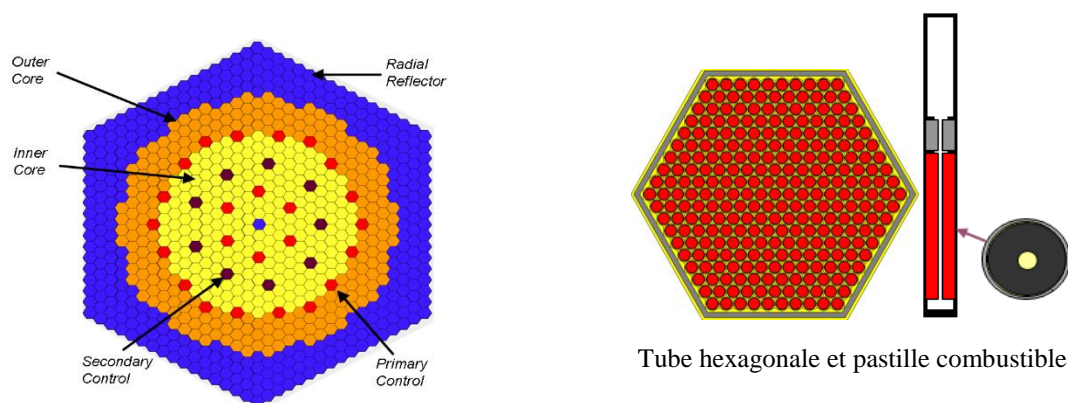 Outer
Core
Radial
Reflector
Inner
Core
Secondary
Control
Primary
Control
Tube hexagonale et pastille combustible